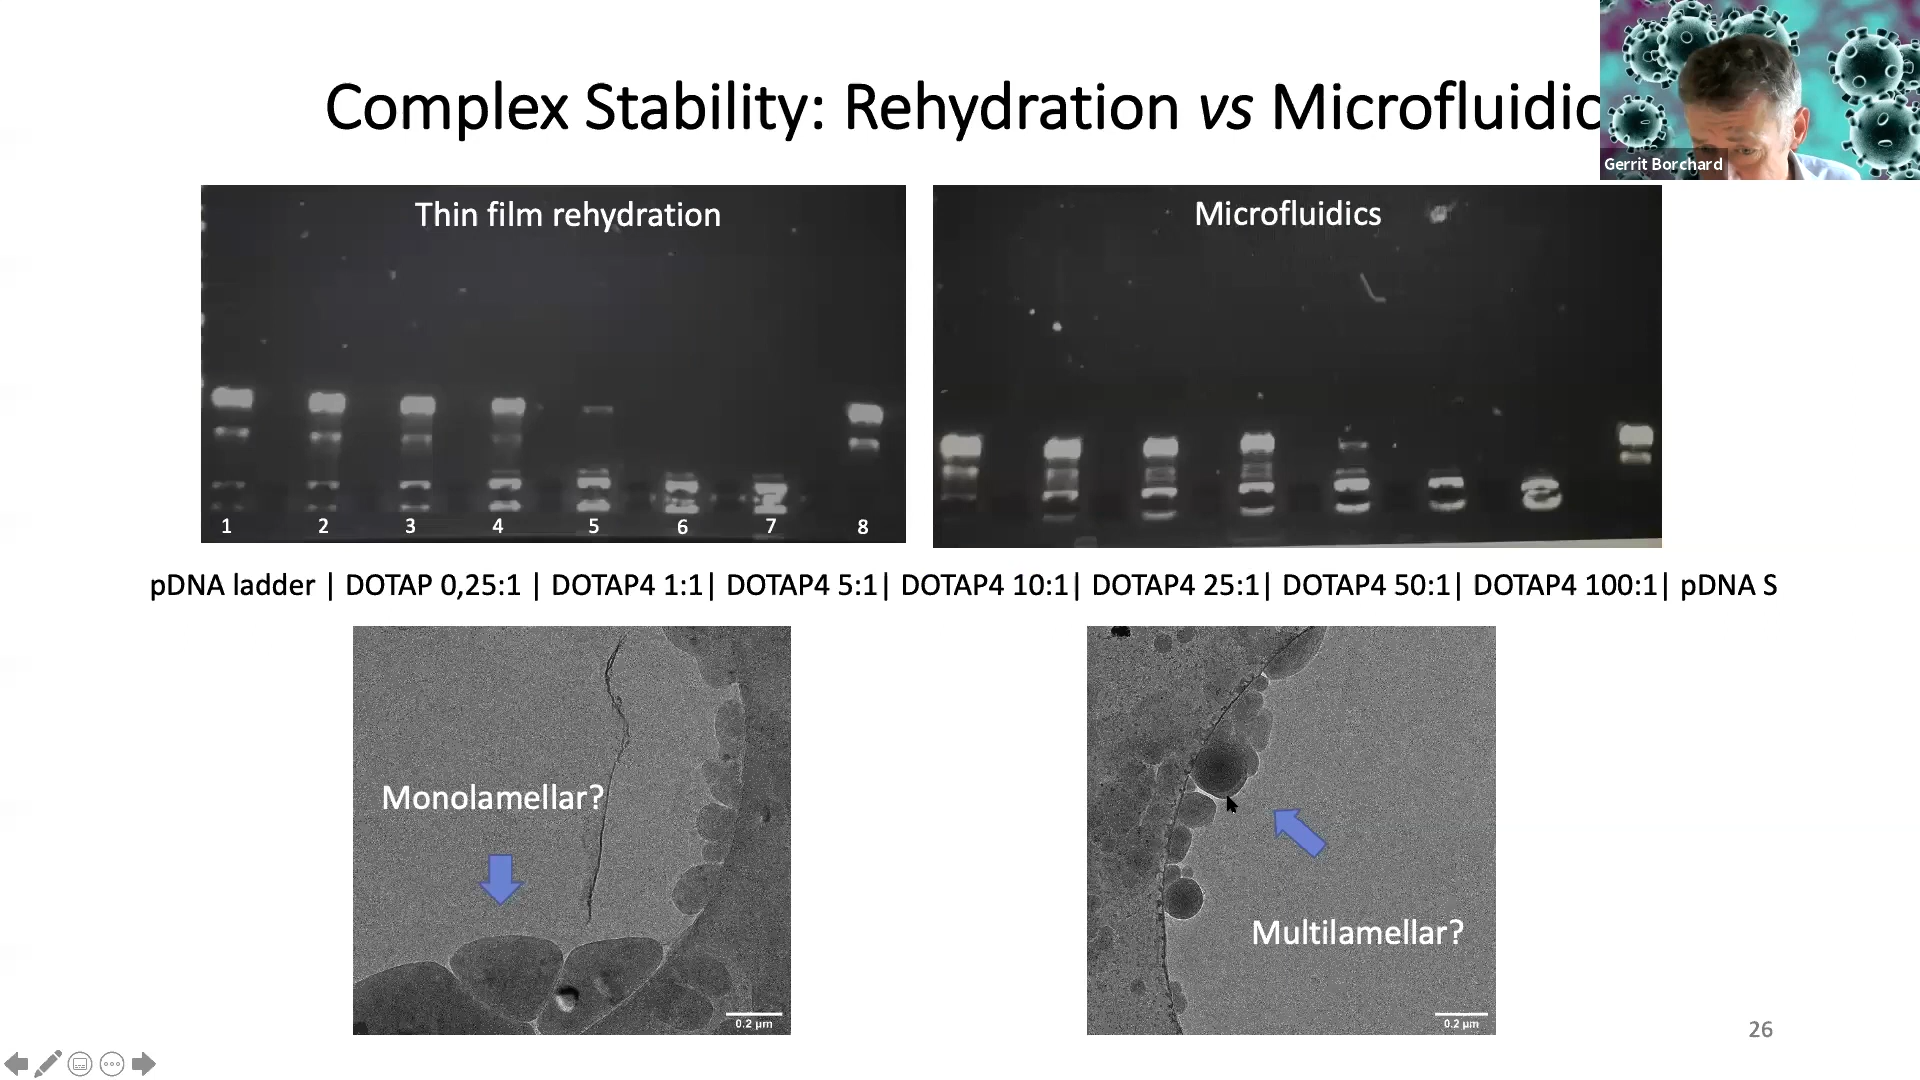 Complex Stability: Rehydration vs Microfluidic
Gerrit Borchard
Thin film rehydration
Microfluidics
1 2 3 4 5 6 7 8
pDNA ladder | DOTAP 0,25:1 | DOTAP4 1:1| DOTAP4 5:1| DOTAP4 10:1| DOTAP4 25:1| DOTAP4 50:1| DOTAP4 100:1| pDNA S
Monolamellar?
0.2 µm
Multilamellar?
0.2 µm
26